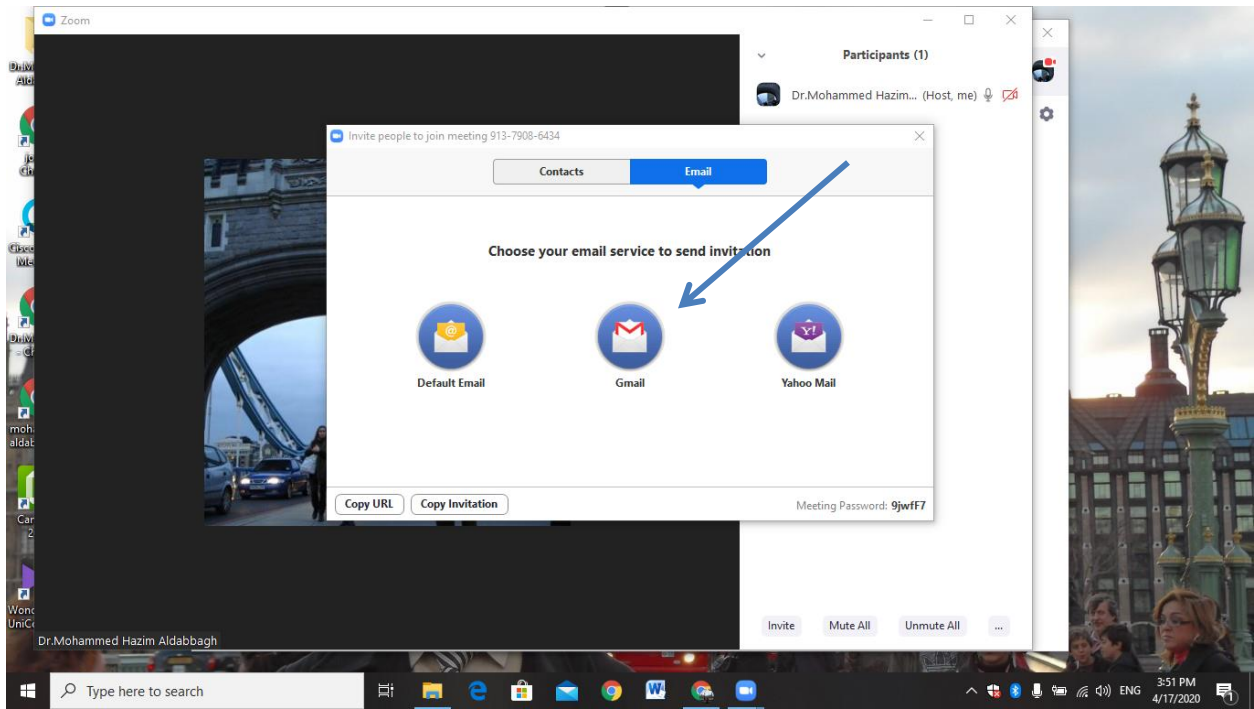 Zoom
Participants (1)
Dr.Mohammed Hazim... (Host, me)
Invite people to join meeting 913-7908-6434
Contacts
Email
Choose your email service to send invitation
@
Y!
Default Email
Gmail
Yahoo Mail
Copy URL
Copy Invitation
Meeting Password: 9jwfF7
Invite
Mute All
Unmute All
...
Dr.Mohammed Hazim Aldabbagh
Type here to search
W
ENG
3:51 PM
4/17/2020
1